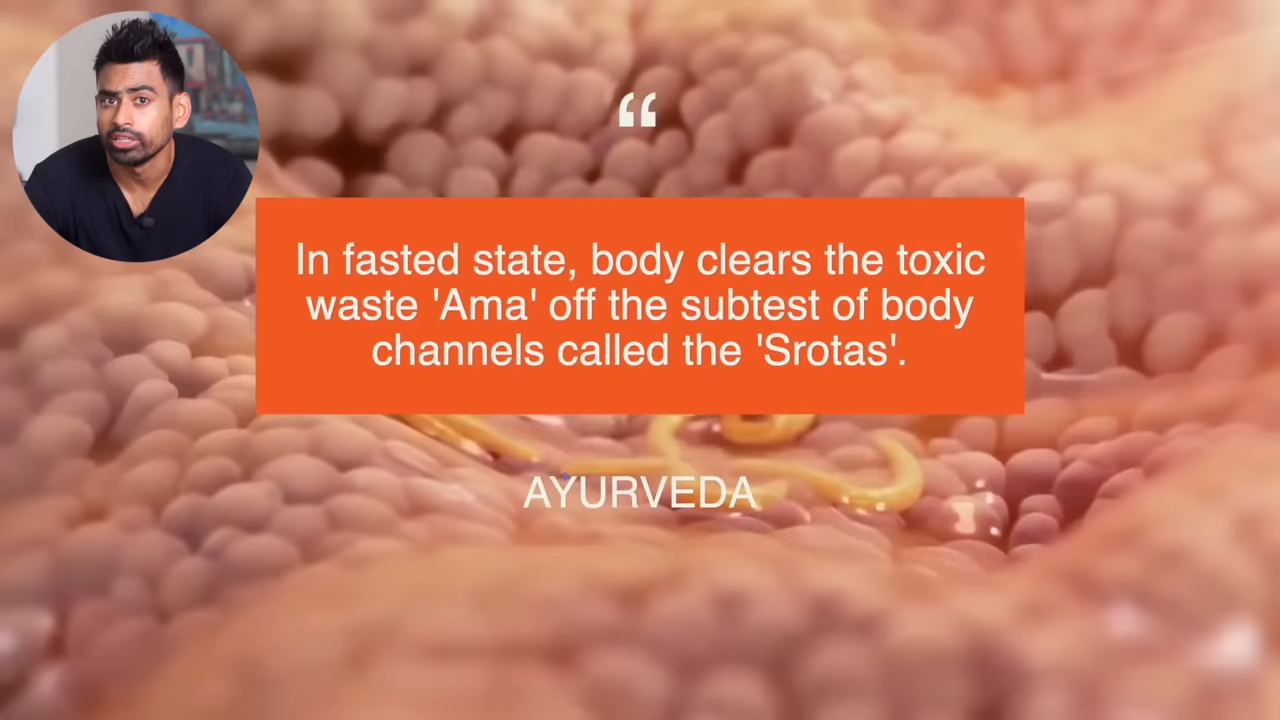 “
In fasted state, body clears the toxic
waste 'Ama' off the subtest of body
channels called the 'Srotas'.
AYURVEDA